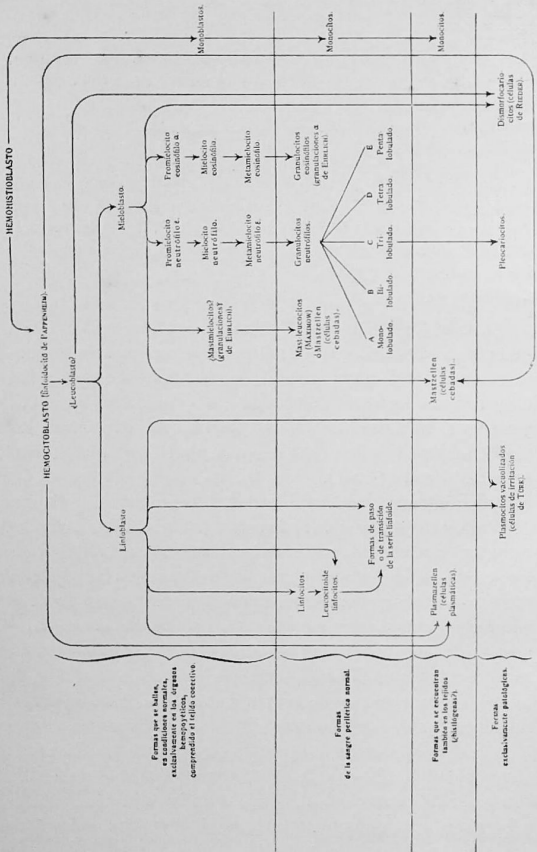 HEMOHISTIOBLASTO
HEMOCITOBLASTO (linfoidocito de PAPPENHEIM).
¿Leucoblasto?
Linfoblasto
Mieloblasto.
Monoblastos.
Formas que se hallan,
en condiciones normales,
exclusivamente en los órganos
hemopoyéticos,
comprendido el tejido conectivo.
¿Mastmielocitos?
(granulaciones γ
de EHRLICH).
Promielocito
neutrófilo ε.
Promielocito
eosinófilo α.
Mielocito
neutrófilo.
Mielocito
eosinófilo.
Metamielocito
neutrófilo ε.
Metamielocito
eosinófilo
Formas
de la sangre periférica normal.
Linfocitos.
Leucocitoide
linfocitos.
Formas de paso
o de transición
de la serie linfoide
Mast-leucocitos
(MAXIMOW)
ó Mastzellen
(células
cebadas).
Granulocitos
neutrófilos.
Granulocitos
eosinófilos
(granulaciones α
de EHRLICH)
Monocitos.
A
Mono-
lobulado.
B
Bi-
lobulado.
C
Tri
lobulado.
D
Tetra
lobulado.
E
Penta-
lobulado.
Formas que se encuentran
también en los tejidos
(¿histiógenas?).
Plasmazellen
(células
plasmáticas).
Mastzellen
(células
cebadas).
Monocitos.
Formas
exclusivamente patológicas.
Plasmocitos vacuolizados
(células de irritación
de TÜRK).
Pleocariocitos.
Dismorfocario-
citos (células
de RIEDER).